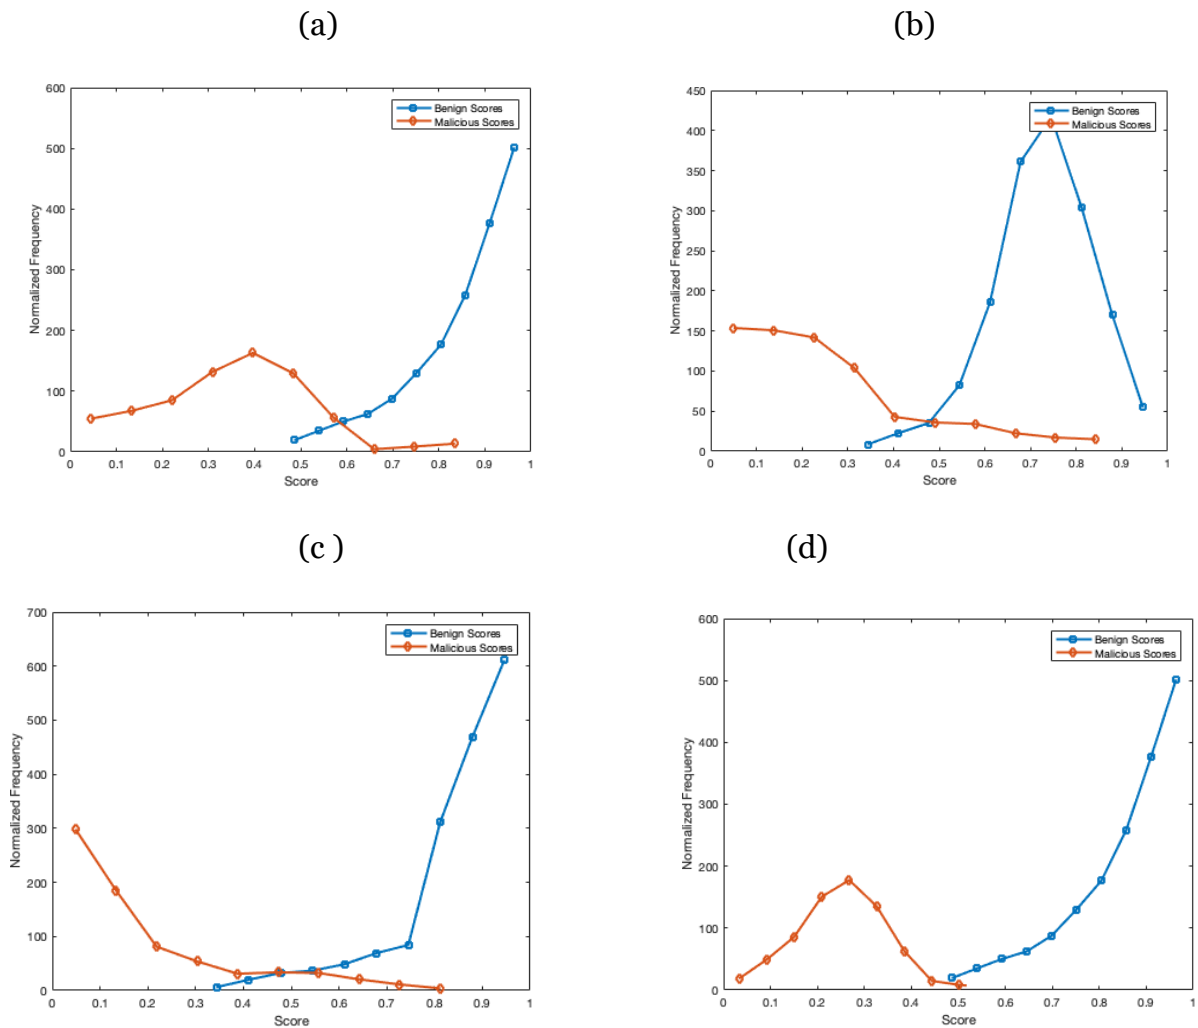 (a)
600
500
400
300
200
100
0
Normalized Frequency
0 0.1 0.2 0.3 0.4 0.5 0.6 0.7 0.8 0.9 1
Score
Benign Scores
Malicious Scores
(b)
450
400
350
300
250
200
150
100
50
0
Normalized Frequency
0 0.1 0.2 0.3 0.4 0.5 0.6 0.7 0.8 0.9 1
Score
Benign Scores
Malicious Scores
(c )
700
600
500
400
300
200
100
0
Normalized Frequency
0 0.1 0.2 0.3 0.4 0.5 0.6 0.7 0.8 0.9 1
Score
Benign Scores
Malicious Scores
(d)
600
500
400
300
200
100
0
Normalized Frequency
0 0.1 0.2 0.3 0.4 0.5 0.6 0.7 0.8 0.9 1
Score
Benign Scores
Malicious Scores